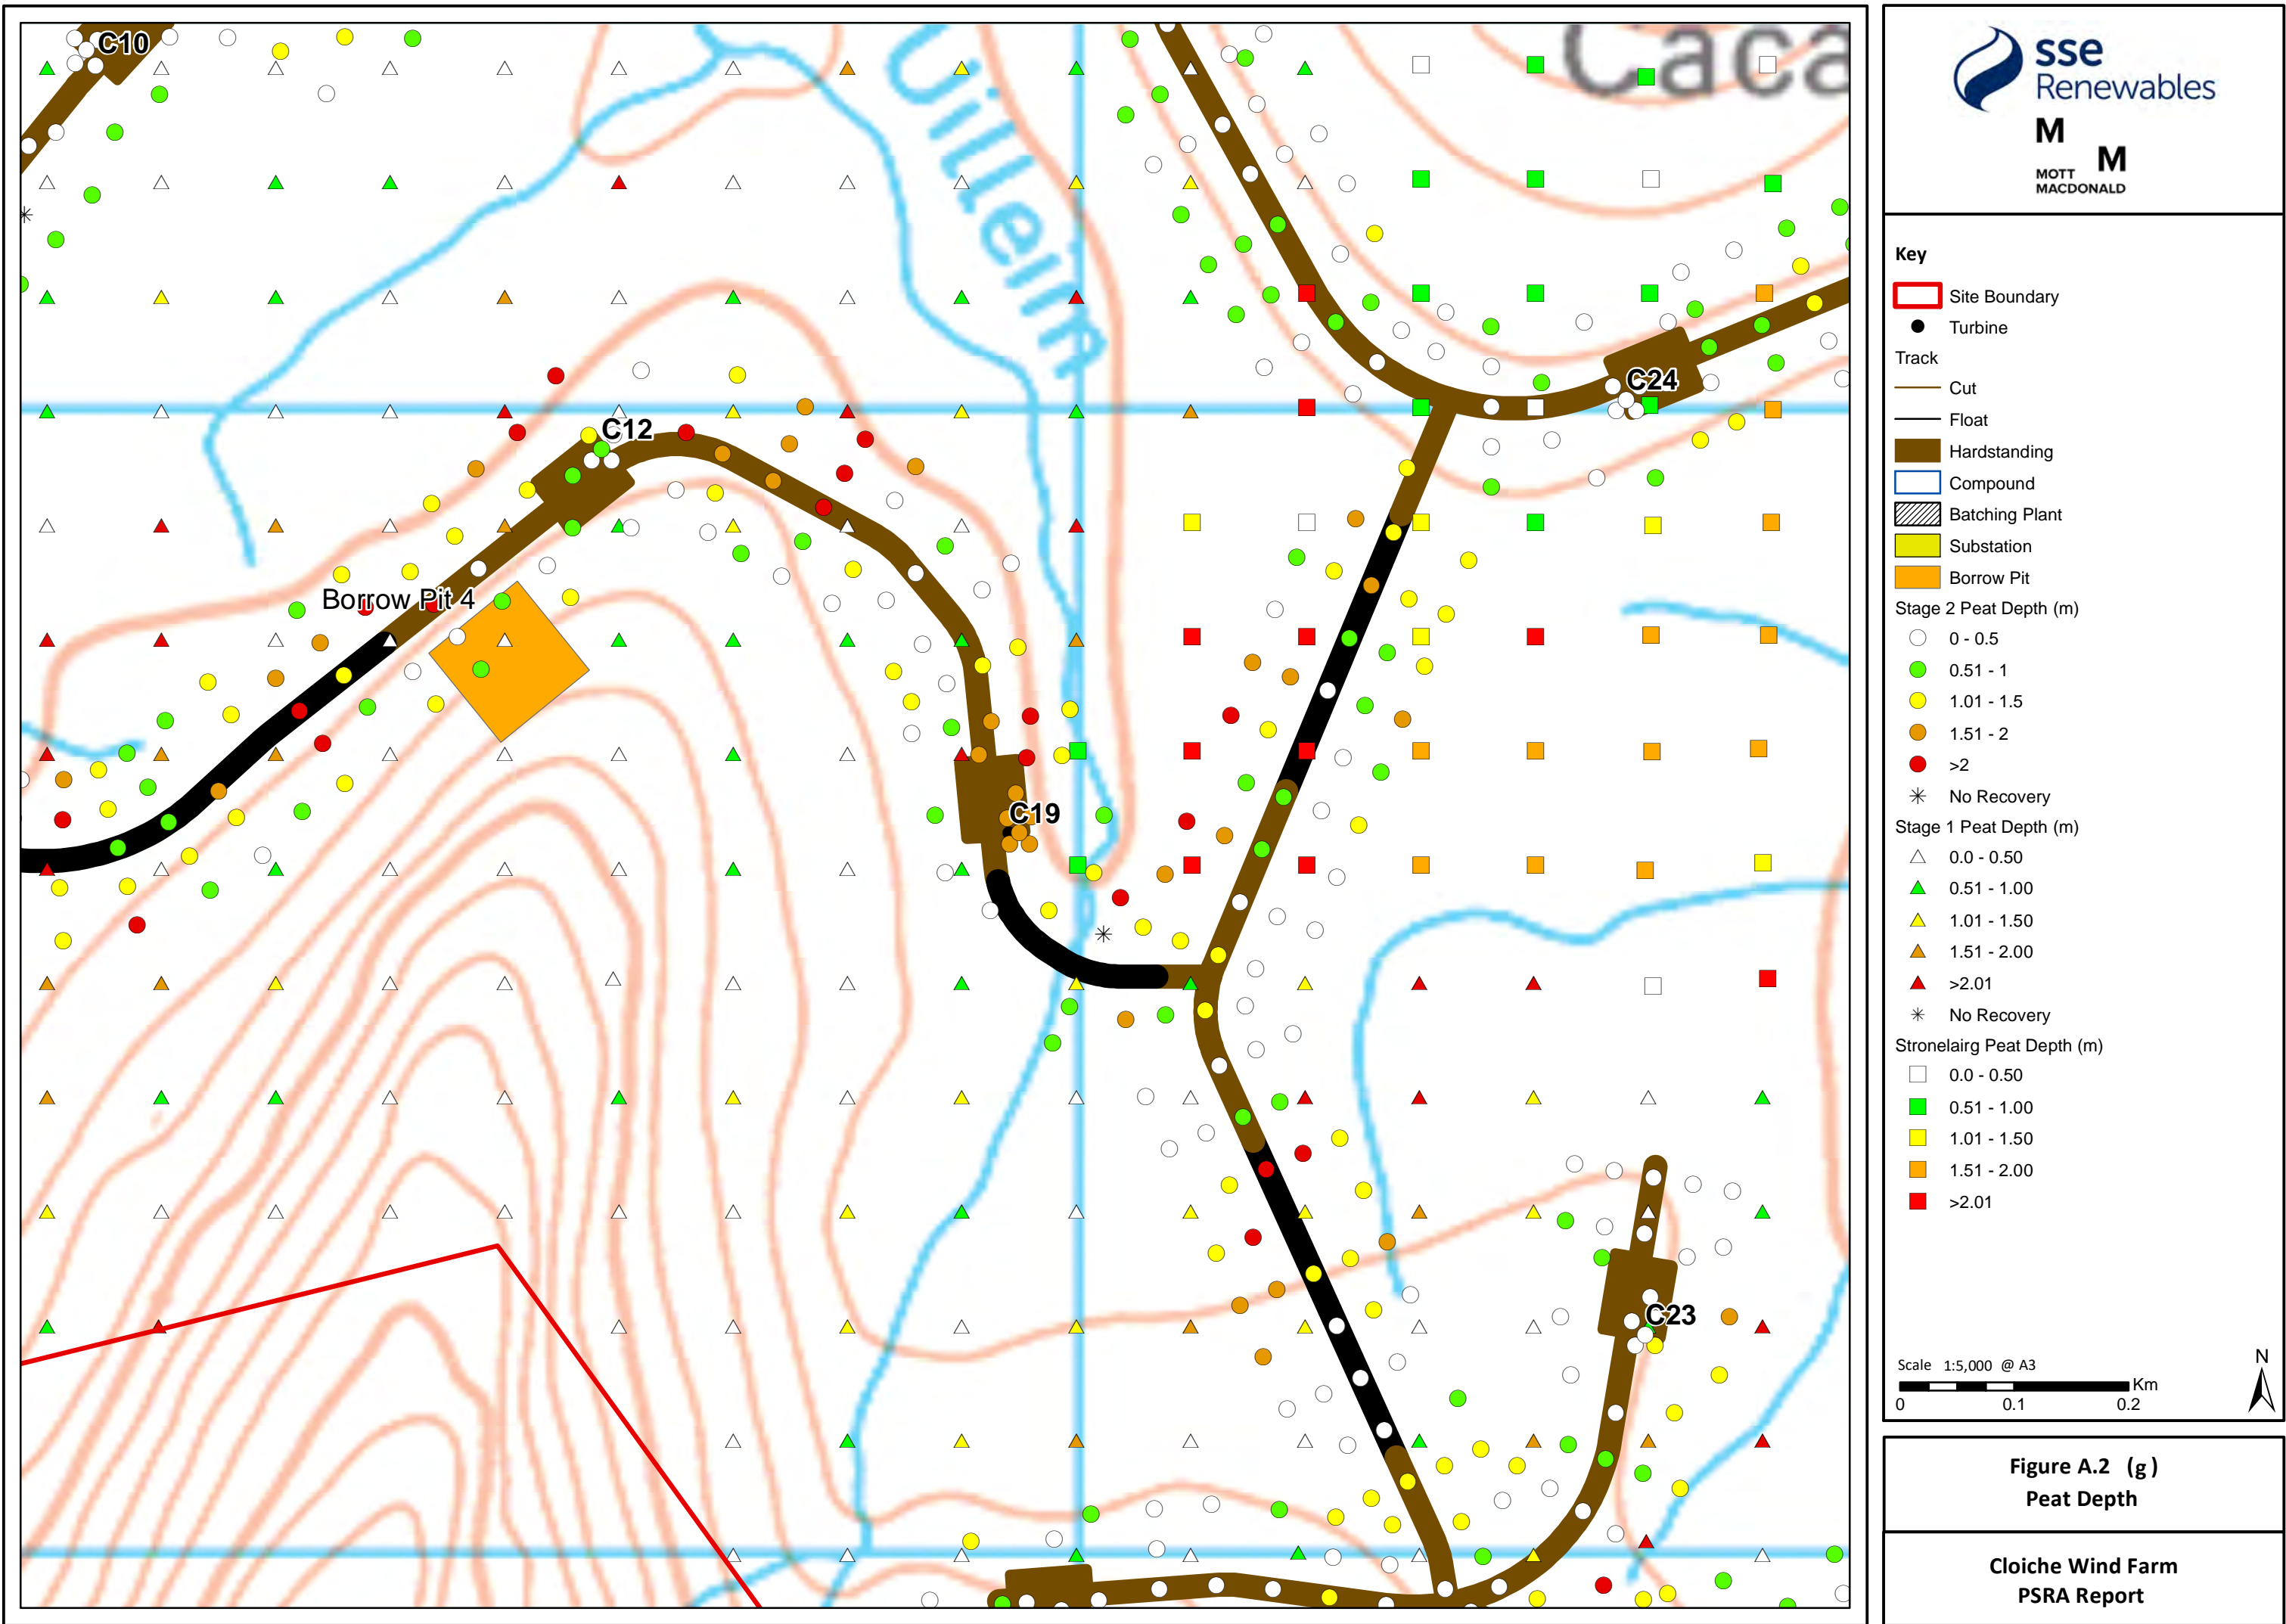 C10
Uilleim
Caca
C24
C12
Borrow Pit 4
C19
C23
sse
Renewables
M
M
MOTT
MACDONALD
Key
Site Boundary
Turbine
Track
Cut
Float
Hardstanding
Compound
Batching Plant
Substation
Borrow Pit
Stage 2 Peat Depth (m)
0 - 0.5
0.51 - 1
1.01 - 1.5
1.51 - 2
>2
No Recovery
Stage 1 Peat Depth (m)
0.0 - 0.50
0.51 - 1.00
1.01 - 1.50
1.51 - 2.00
>2.01
No Recovery
Stronelairg Peat Depth (m)
0.0 - 0.50
0.51 - 1.00
1.01 - 1.50
1.51 - 2.00
>2.01
Scale 1:5,000 @ A3
Km
0 0.1 0.2
N
Figure A.2 (g )
Peat Depth
Cloiche Wind Farm
PSRA Report